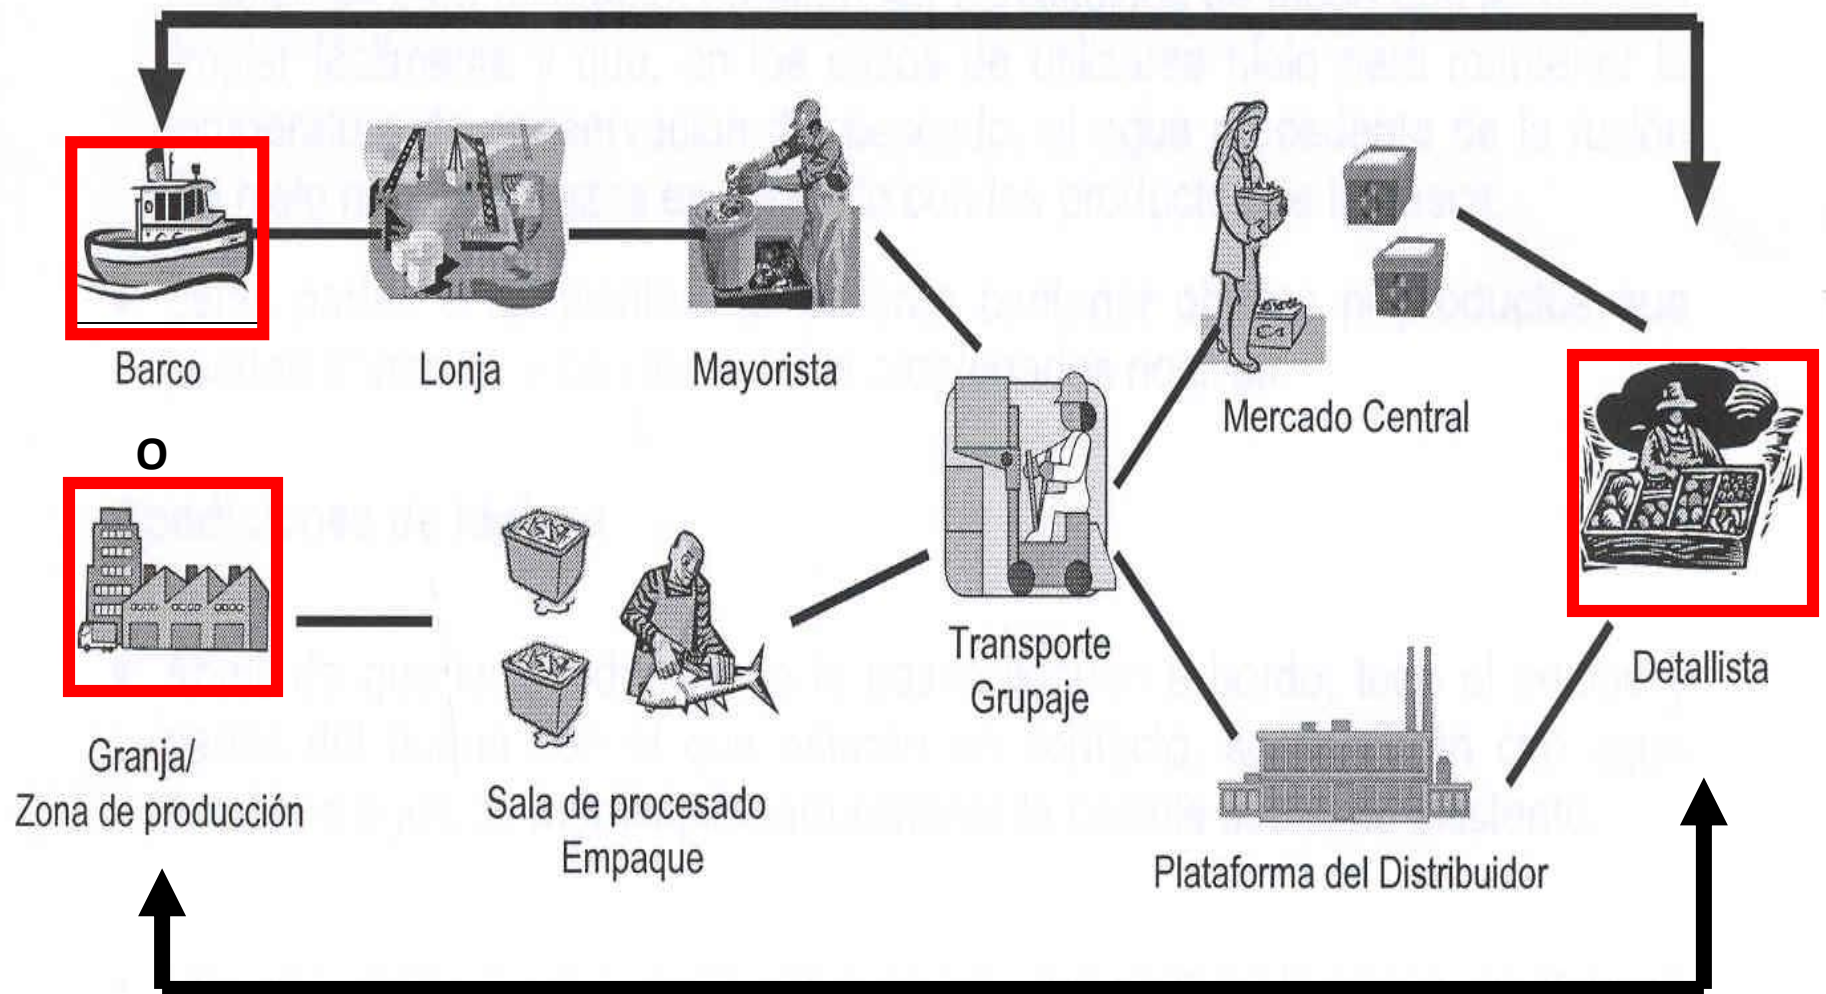 Barco
Lonja
Mayorista
Mercado Central
O
Transporte
Grupaje
Detallista
Granja/
Zona de producción
Sala de procesado
Empaque
Plataforma del Distribuidor